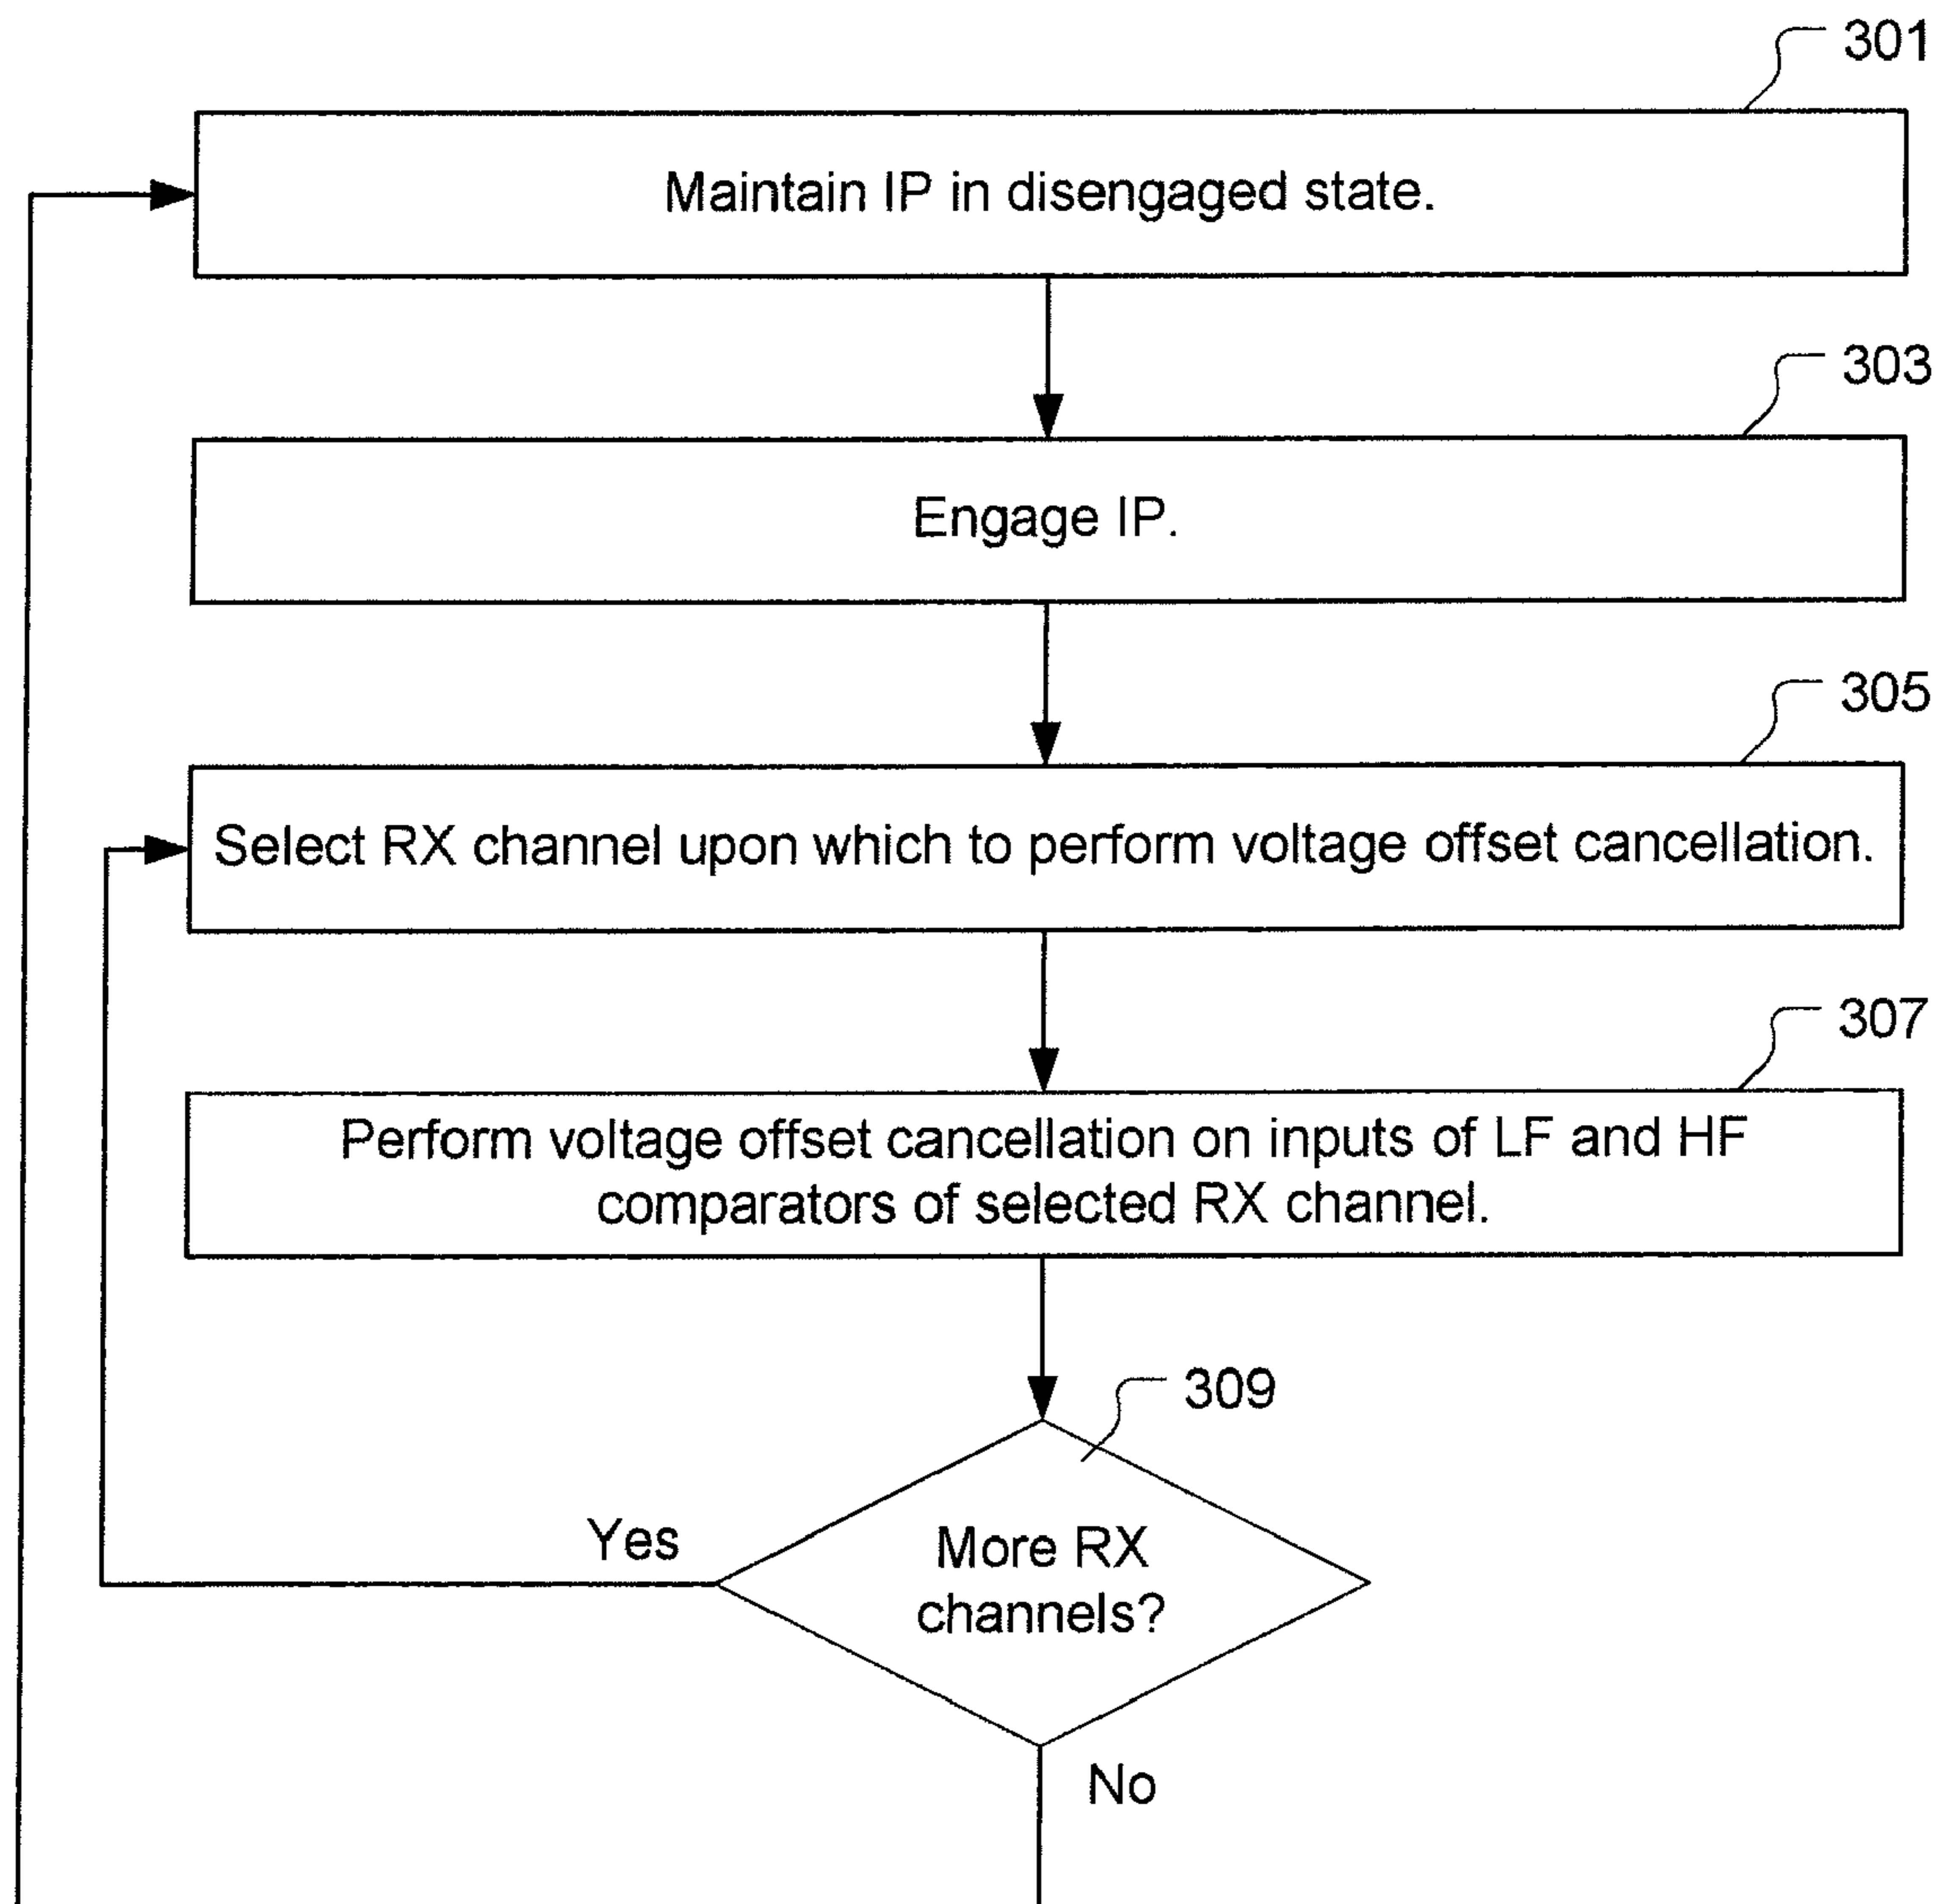 301
Maintain IP in disengaged state.
303
Engage IP.
305
Select RX channel upon which to perform voltage offset cancellation.
307
Perform voltage offset cancellation on inputs of LF and HF
comparators of selected RX channel.
309
Yes
More RX
channels?
No